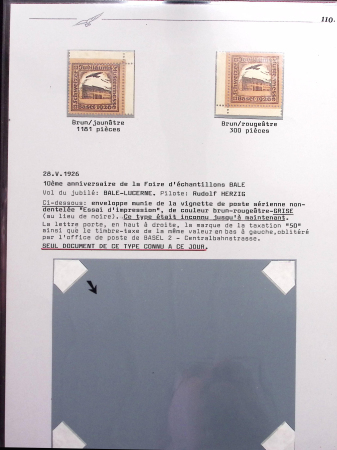 110.
Brun/jaunâtre
1181 pièces
Brun/rougeâtre
300 pièces
28.V.1926
10ème anniversaire de la Foire d'échantillons BALE
Vol du jubilé: BALE-LUCERNE. Pilote: Rudolf HERZIG
Ci-dessous: enveloppe munie de la vignette de poste aérienne non-
dentelée "Essai d'impression", de couleur brun-rougeâtre-GRISE
(au lieu de noire). Ce type était inconnu jusqu'à maintenant.
La lettre porte, en haut à droite, la marque de la taxation "50"
ainsi que le timbre-taxe de la même valeur en bas à gauche, oblitéré
par l'office de poste de BASEL 2 - Centralbahnstrasse.
SEUL DOCUMENT DE CE TYPE CONNU A CE JOUR.